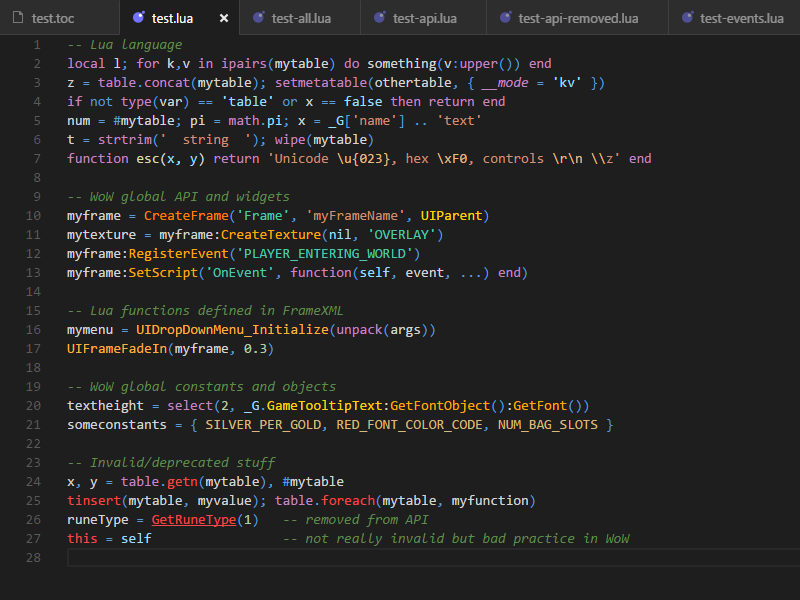 test.toc test.lua × test-all.lua test-api.lua test-api-removed.lua test-events.lua
1 -- Lua language
2 local l; for k,v in ipairs(mytable) do something(v:upper()) end
3 z = table.concat(mytable); setmetatable(othertable, { __mode = 'kv' })
4 if not type(var) == 'table' or x == false then return end
5 num = #mytable; pi = math.pi; x = _G['name'] .. 'text'
6 t = strtrim('  string  '); wipe(mytable)
7 function esc(x, y) return 'Unicode \u{023}, hex \xF0, controls \r\n \\z' end
8
9 -- WoW global API and widgets
10 myframe = CreateFrame('Frame', 'myFrameName', UIParent)
11 mytexture = myframe:CreateTexture(nil, 'OVERLAY')
12 myframe:RegisterEvent('PLAYER_ENTERING_WORLD')
13 myframe:SetScript('OnEvent', function(self, event, ...) end)
14
15 -- Lua functions defined in FrameXML
16 mymenu = UIDropDownMenu_Initialize(unpack(args))
17 UIFrameFadeIn(myframe, 0.3)
18
19 -- WoW global constants and objects
20 textheight = select(2, _G.GameTooltipText:GetFontObject():GetFont())
21 someconstants = { SILVER_PER_GOLD, RED_FONT_COLOR_CODE, NUM_BAG_SLOTS }
22
23 -- Invalid/deprecated stuff
24 x, y = table.getn(mytable), #mytable
25 tinsert(mytable, myvalue); table.foreach(mytable, myfunction)
26 runeType = GetRuneType(1)   -- removed from API
27 this = self                 -- not really invalid but bad practice in WoW
28